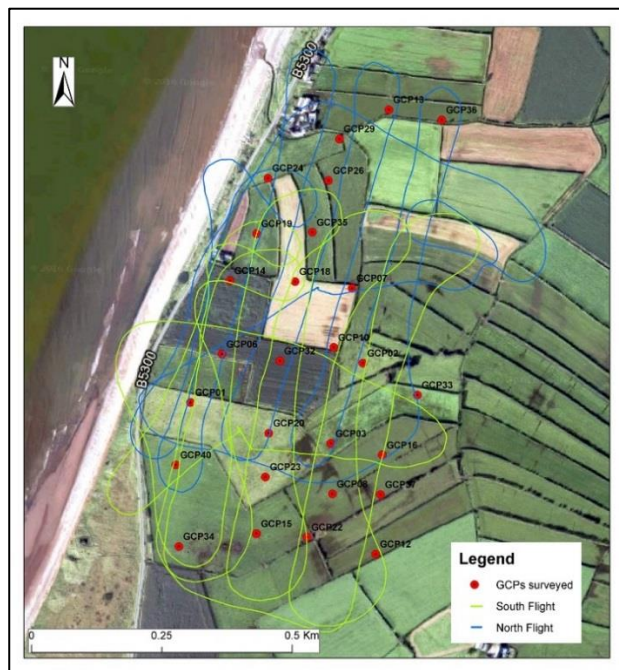 B5300
N
GCP13
GCP36
GCP29
GCP24
GCP26
GCP19
GCP35
GCP14
GCP18
GCP07
GCP06
GCP10
GCP32
GCP02
B5300
GCP01
GCP33
GCP20
GCP03
GCP16
GCP40
GCP23
GCP08
GCP37
GCP15
GCP22
GCP34
GCP12
Legend
GCPs surveyed
South Flight
North Flight
0 0.25 0.5 Km